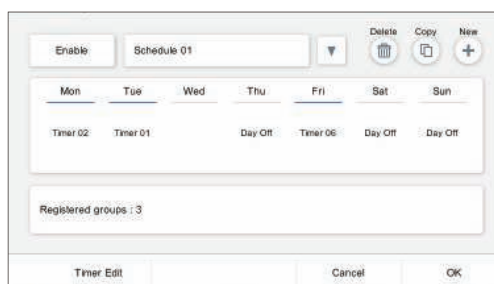 Delete Copy New
Enable Schedule 01
Mon Tue Wed Thu Fri Sat Sun
Timer 02 Timer 01 Day Off Timer 06 Day Off Day Off
Registered groups : 3
Timer Edit Cancel OK